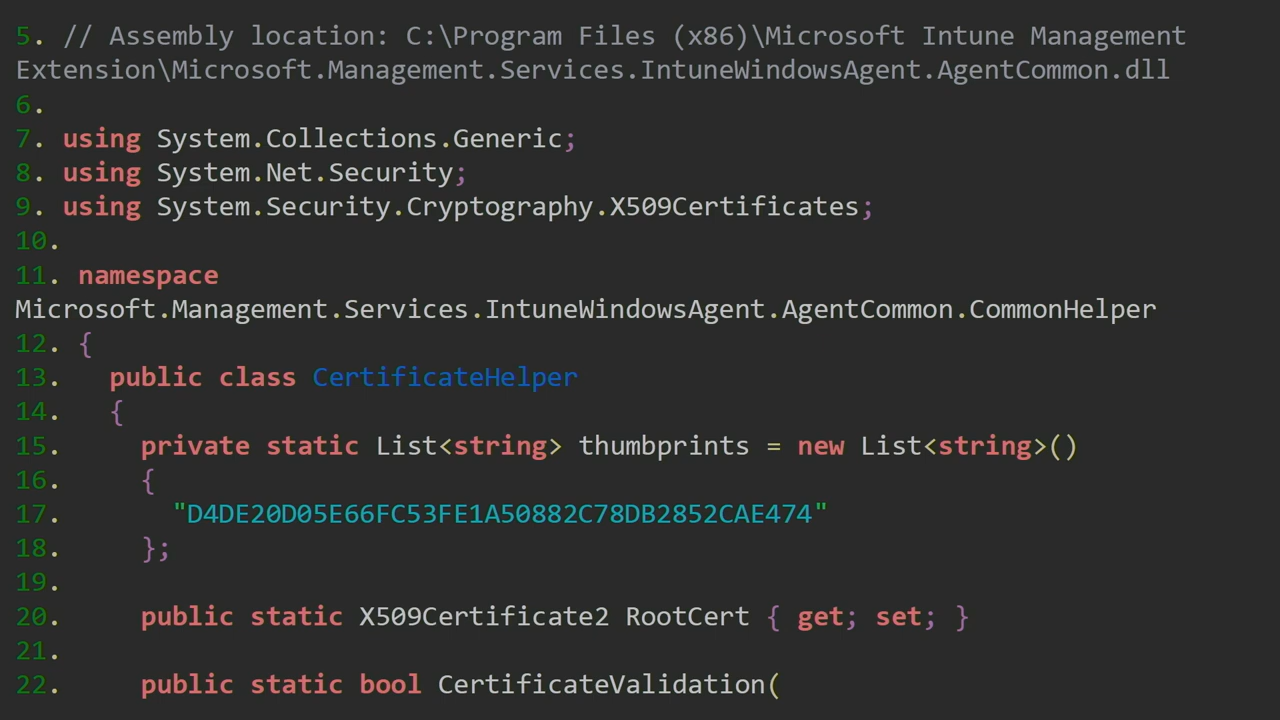 5. // Assembly location: C:\Program Files (x86)\Microsoft Intune Management
Extension\Microsoft.Management.Services.IntuneWindowsAgent.AgentCommon.dll
6.
7. using System.Collections.Generic;
8. using System.Net.Security;
9. using System.Security.Cryptography.X509Certificates;
10.
11. namespace
Microsoft.Management.Services.IntuneWindowsAgent.AgentCommon.CommonHelper
12. {
13.   public class CertificateHelper
14.   {
15.     private static List<string> thumbprints = new List<string>()
16.     {
17.       "D4DE20D05E66FC53FE1A50882C78DB2852CAE474"
18.     };
19.
20.     public static X509Certificate2 RootCert { get; set; }
21.
22.     public static bool CertificateValidation(